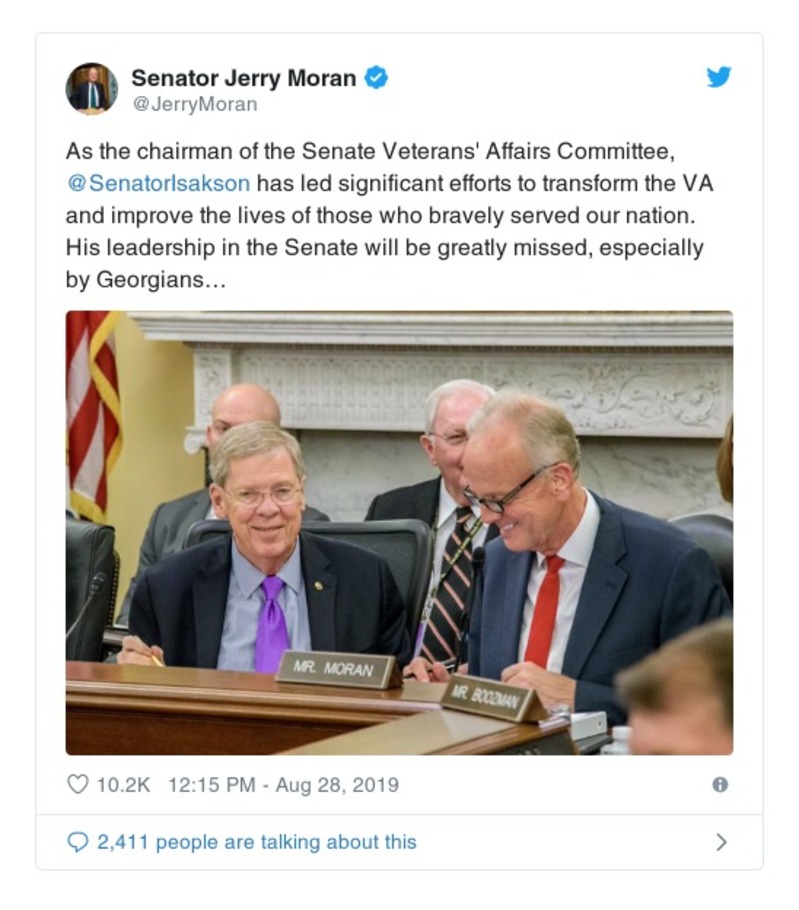 Senator Jerry Moran
@JerryMoran
As the chairman of the Senate Veterans' Affairs Committee,
@SenatorIsakson has led significant efforts to transform the VA
and improve the lives of those who bravely served our nation.
His leadership in the Senate will be greatly missed, especially
by Georgians…
MR. MORAN
MR. BOOZMAN
10.2K 12:15 PM - Aug 28, 2019
2,411 people are talking about this